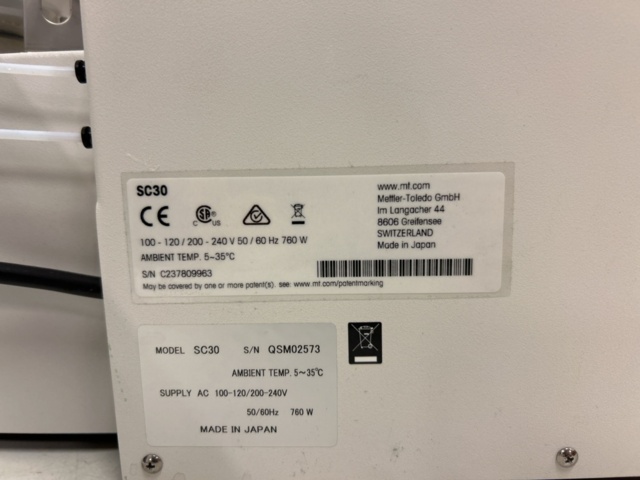 SC30
CE
SA
C US
100 - 120 / 200 - 240 V 50 / 60 Hz 760 W
AMBIENT TEMP. 5~35°C
S/N C237809963
May be covered by one or more patent(s). see: www.mt.com/patentmarking
www.mt.com
Mettler-Toledo GmbH
Im Langacher 44
8606 Greifensee
SWITZERLAND
Made in Japan
MODEL SC30 S/N QSM02573
AMBIENT TEMP. 5~35℃
SUPPLY AC 100-120/200-240V
50/60Hz 760 W
MADE IN JAPAN